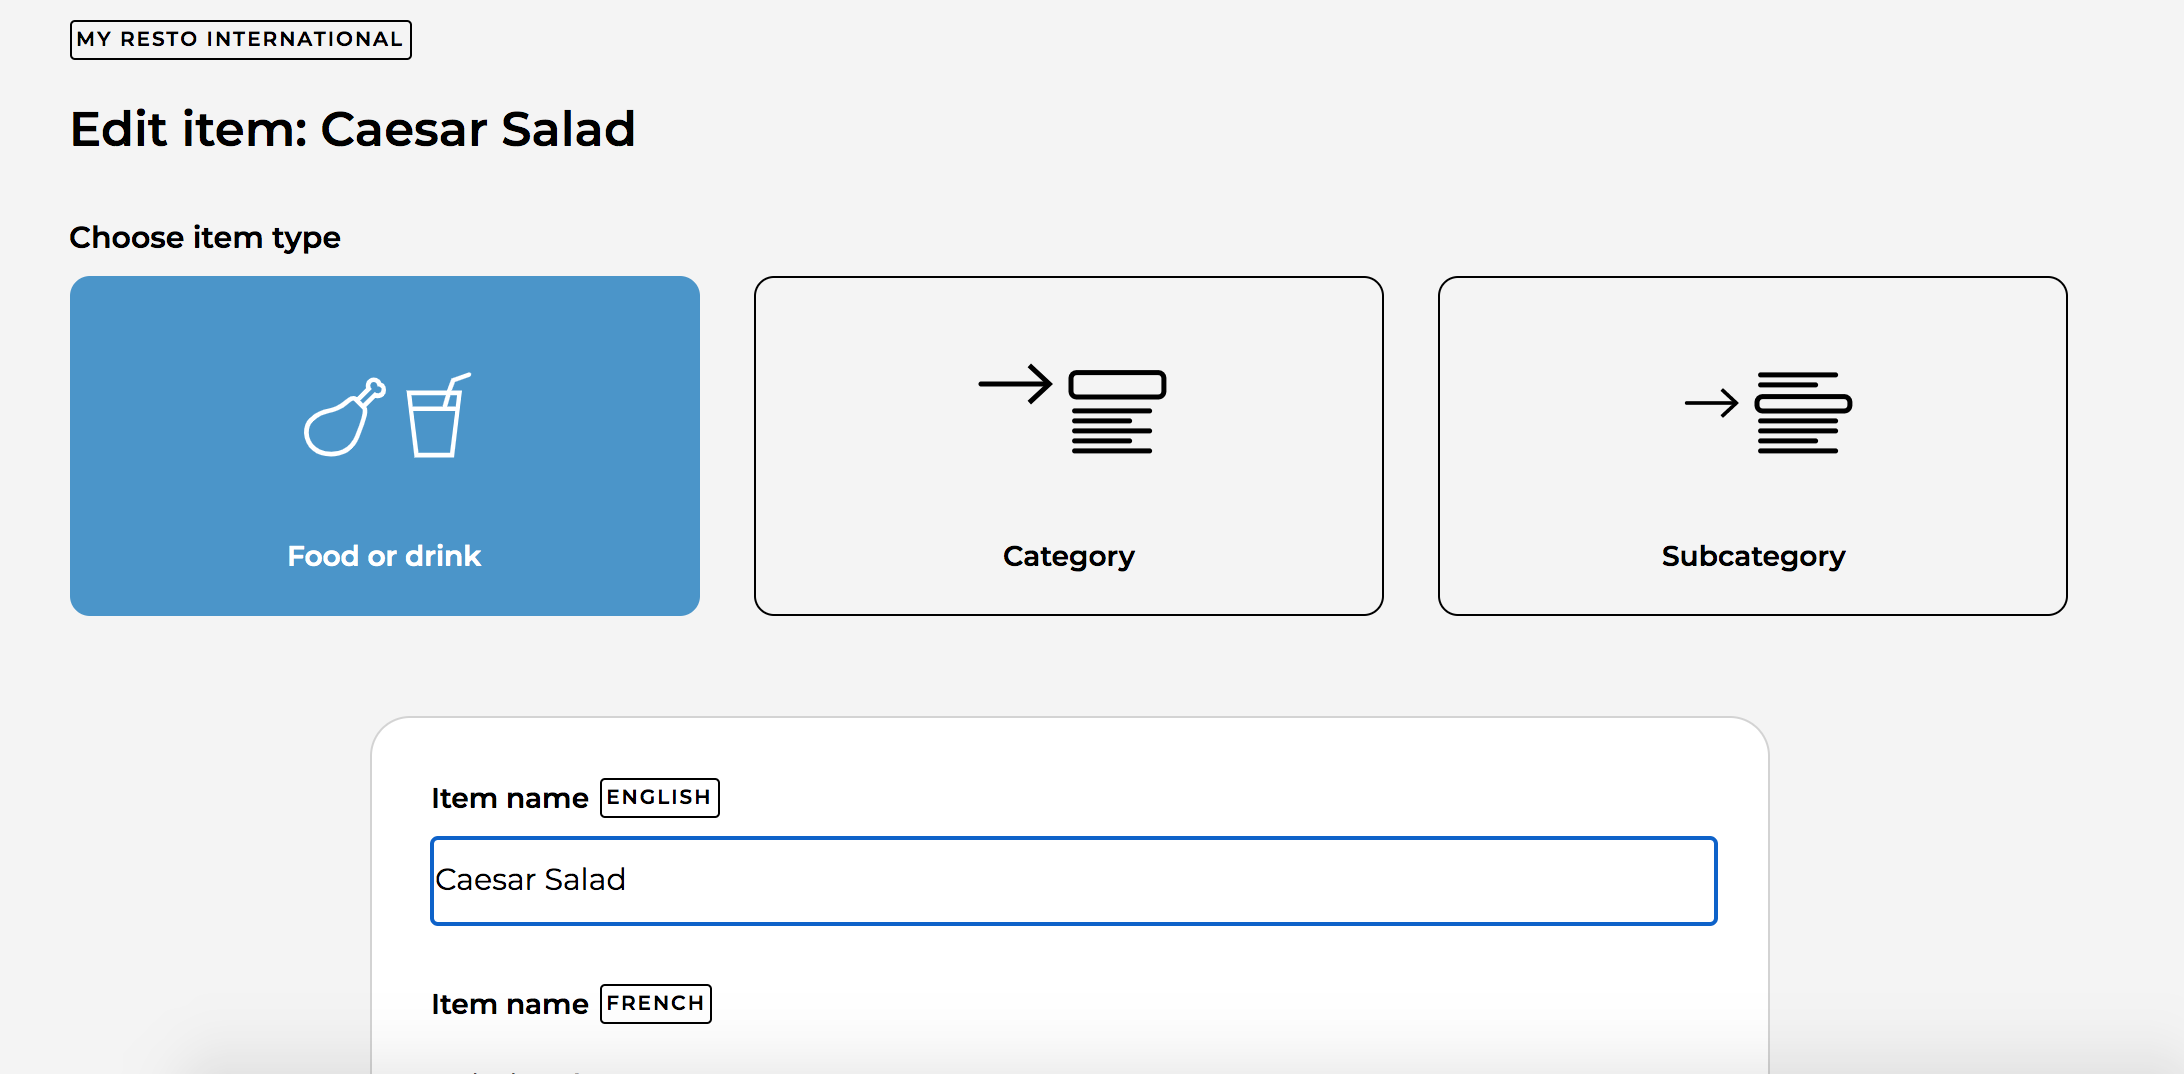 MY RESTO INTERNATIONAL
Edit item: Caesar Salad
Choose item type
Food or drink
Category
Subcategory
Item name ENGLISH
Caesar Salad
Item name FRENCH